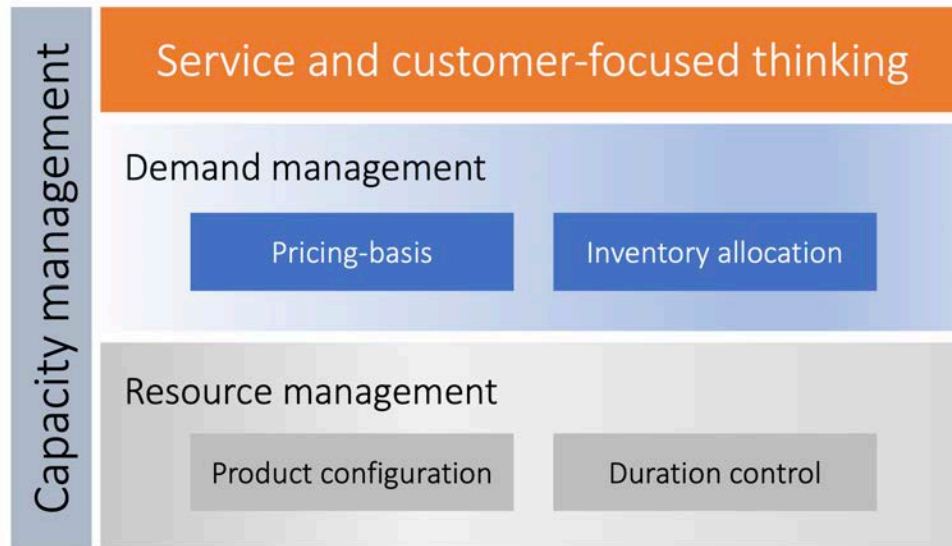 Capacity management
Service and customer-focused thinking
Demand management
Pricing-basis
Inventory allocation
Resource management
Product configuration
Duration control